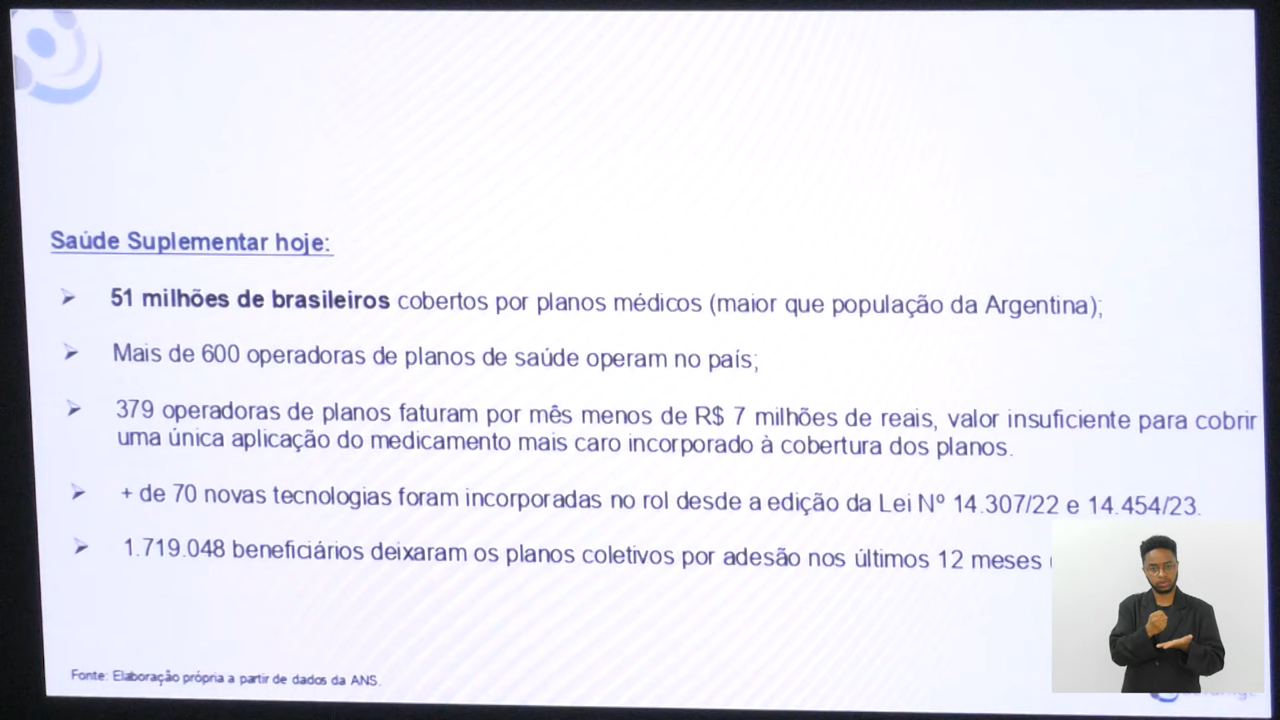 Saúde Suplementar hoje:
➤ 51 milhões de brasileiros cobertos por planos médicos (maior que população da Argentina);
➤ Mais de 600 operadoras de planos de saúde operam no país;
➤ 379 operadoras de planos faturam por mês menos de R$ 7 milhões de reais, valor insuficiente para cobrir
uma única aplicação do medicamento mais caro incorporado à cobertura dos planos.
➤ + de 70 novas tecnologias foram incorporadas no rol desde a edição da Lei Nº 14.307/22 e 14.454/23.
➤ 1.719.048 beneficiários deixaram os planos coletivos por adesão nos últimos 12 meses
Fonte: Elaboração própria a partir de dados da ANS.